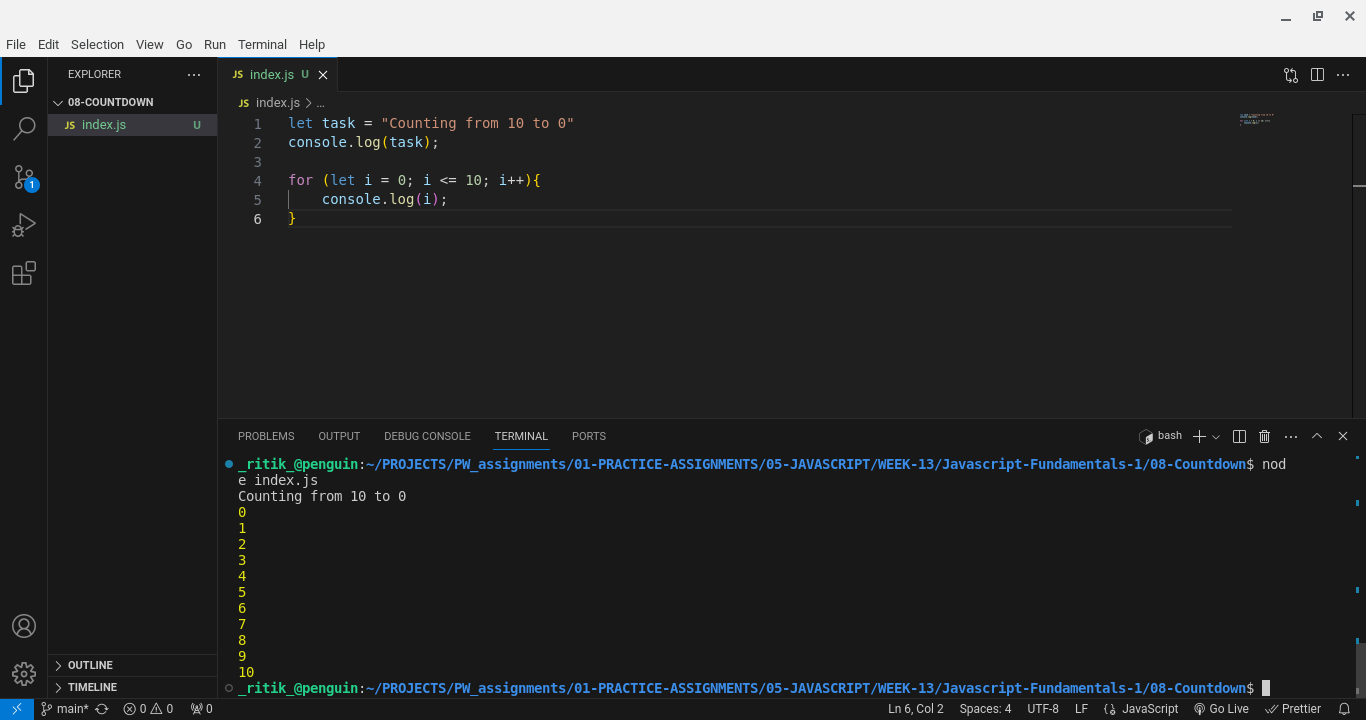 File Edit Selection View Go Run Terminal Help
EXPLORER
08-COUNTDOWN
JS index.js U
OUTLINE
TIMELINE
JS index.js U
JS index.js > ...
1 let task = "Counting from 10 to 0"
2 console.log(task);
3
4 for (let i = 0; i <= 10; i++){
5     console.log(i);
6 }
PROBLEMS OUTPUT DEBUG CONSOLE TERMINAL PORTS
bash
_ritik_@penguin:~/PROJECTS/PW_assignments/01-PRACTICE-ASSIGNMENTS/05-JAVASCRIPT/WEEK-13/Javascript-Fundamentals-1/08-Countdown$ nod
e index.js
Counting from 10 to 0
0
1
2
3
4
5
6
7
8
9
10
_ritik_@penguin:~/PROJECTS/PW_assignments/01-PRACTICE-ASSIGNMENTS/05-JAVASCRIPT/WEEK-13/Javascript-Fundamentals-1/08-Countdown$
1
main* 0 0 0 Ln 6, Col 2 Spaces: 4 UTF-8 LF {} JavaScript Go Live Prettier